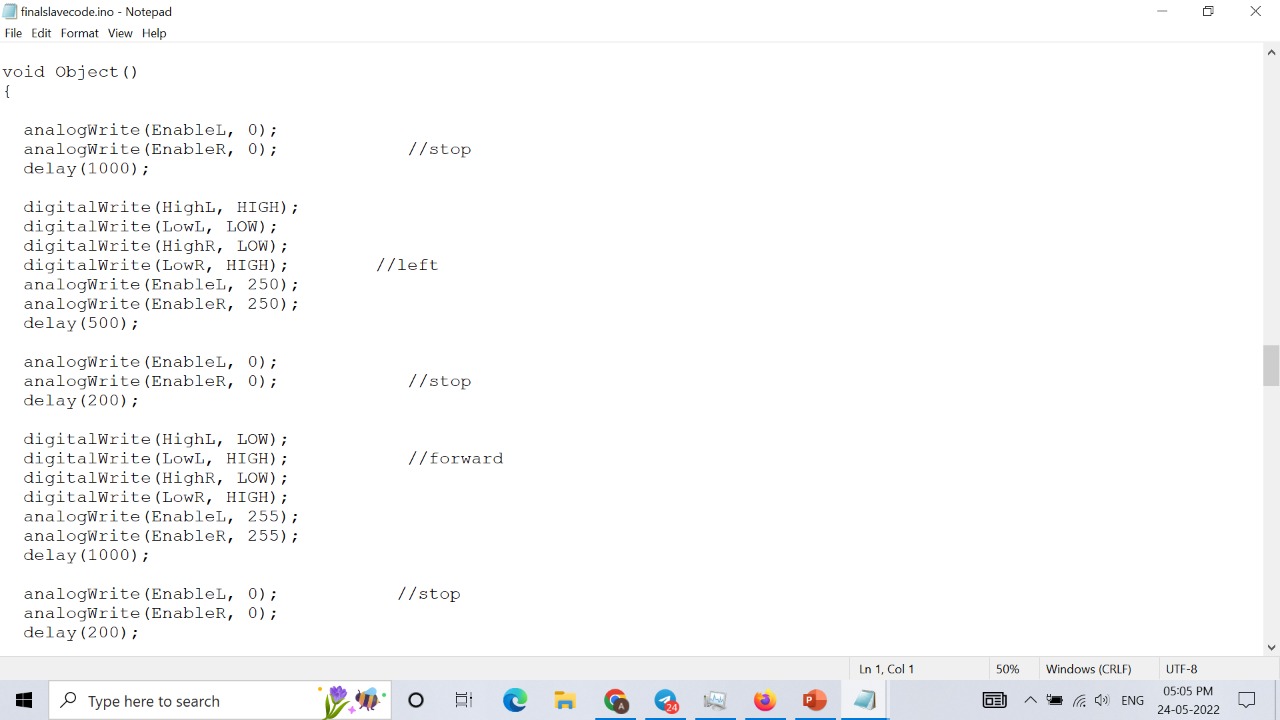 finalslavecode.ino - Notepad
File Edit Format View Help
void Object()
{
analogWrite(EnableL, 0);
analogWrite(EnableR, 0); //stop
delay(1000);
digitalWrite(HighL, HIGH);
digitalWrite(LowL, LOW);
digitalWrite(HighR, LOW);
digitalWrite(LowR, HIGH); //left
analogWrite(EnableL, 250);
analogWrite(EnableR, 250);
delay(500);
analogWrite(EnableL, 0);
analogWrite(EnableR, 0); //stop
delay(200);
digitalWrite(HighL, LOW);
digitalWrite(LowL, HIGH); //forward
digitalWrite(HighR, LOW);
digitalWrite(LowR, HIGH);
analogWrite(EnableL, 255);
analogWrite(EnableR, 255);
delay(1000);
analogWrite(EnableL, 0); //stop
analogWrite(EnableR, 0);
delay(200);
Ln 1, Col 1 50% Windows (CRLF) UTF-8
Type here to search A 24 P ENG 05:05 PM
24-05-2022